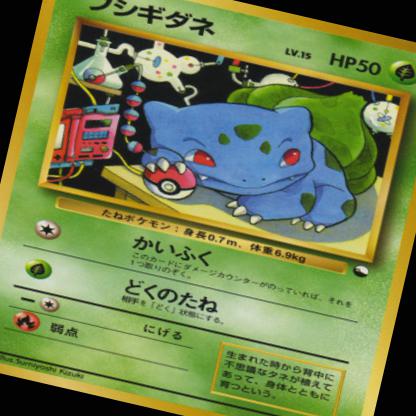 フシギダネ
LV.15 HP50
たねポケモン:身長0.7m、体重6.9kg
かいふく
このカードにダメージカウンターがのっていれば、それを
1つ取りのぞく。
どくのたね
相手を「どく」状態にする。
弱点
にげる
生まれた時から背中に
不思議なタネが植えて
あって、身体とともに
育つという。
Illus. Sumiyoshi Kizuki